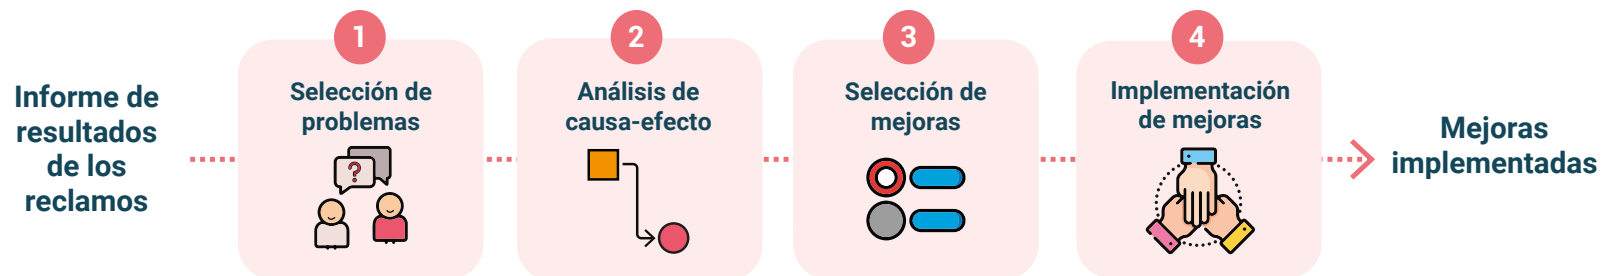 Informe de
resultados
de los
reclamos
1
Selección de
problemas
?
2
Análisis de
causa-efecto
3
Selección de
mejoras
4
Implementación
de mejoras
Mejoras
implementadas